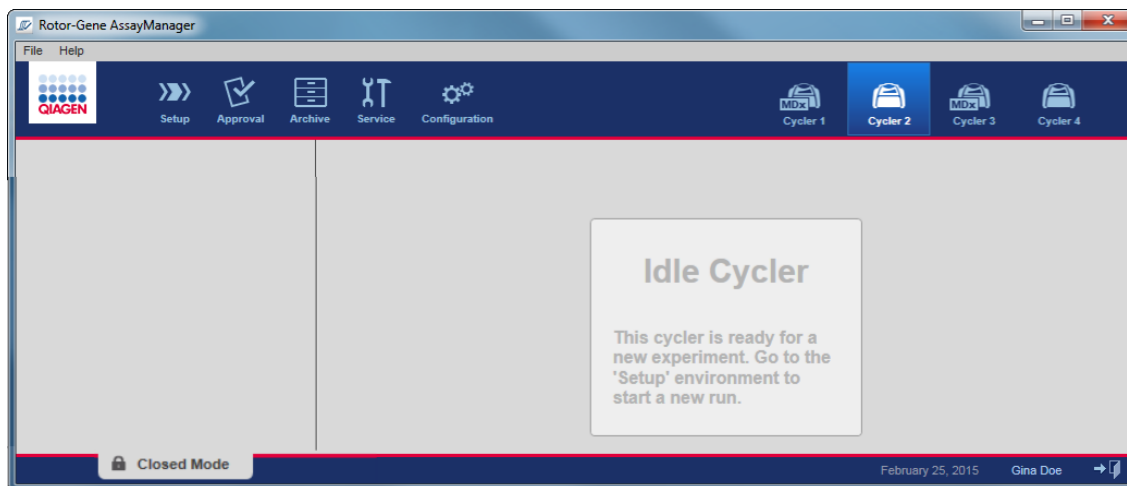 Rotor-Gene AssayManager
File Help
QIAGEN
Setup Approval Archive Service Configuration
MDx Cycler 1 Cycler 2 MDx Cycler 3 Cycler 4
Idle Cycler
This cycler is ready for a
new experiment. Go to the
'Setup' environment to
start a new run.
Closed Mode
February 25, 2015 Gina Doe